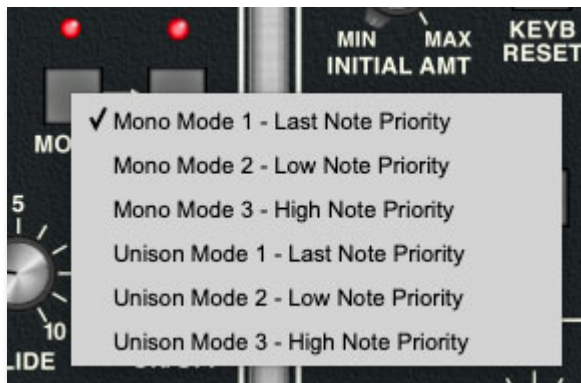 MIN MAX
INITIAL AMT
KEYB
RESET
MO
✓ Mono Mode 1 - Last Note Priority
Mono Mode 2 - Low Note Priority
Mono Mode 3 - High Note Priority
Unison Mode 1 - Last Note Priority
Unison Mode 2 - Low Note Priority
Unison Mode 3 - High Note Priority
5
10
LIDE